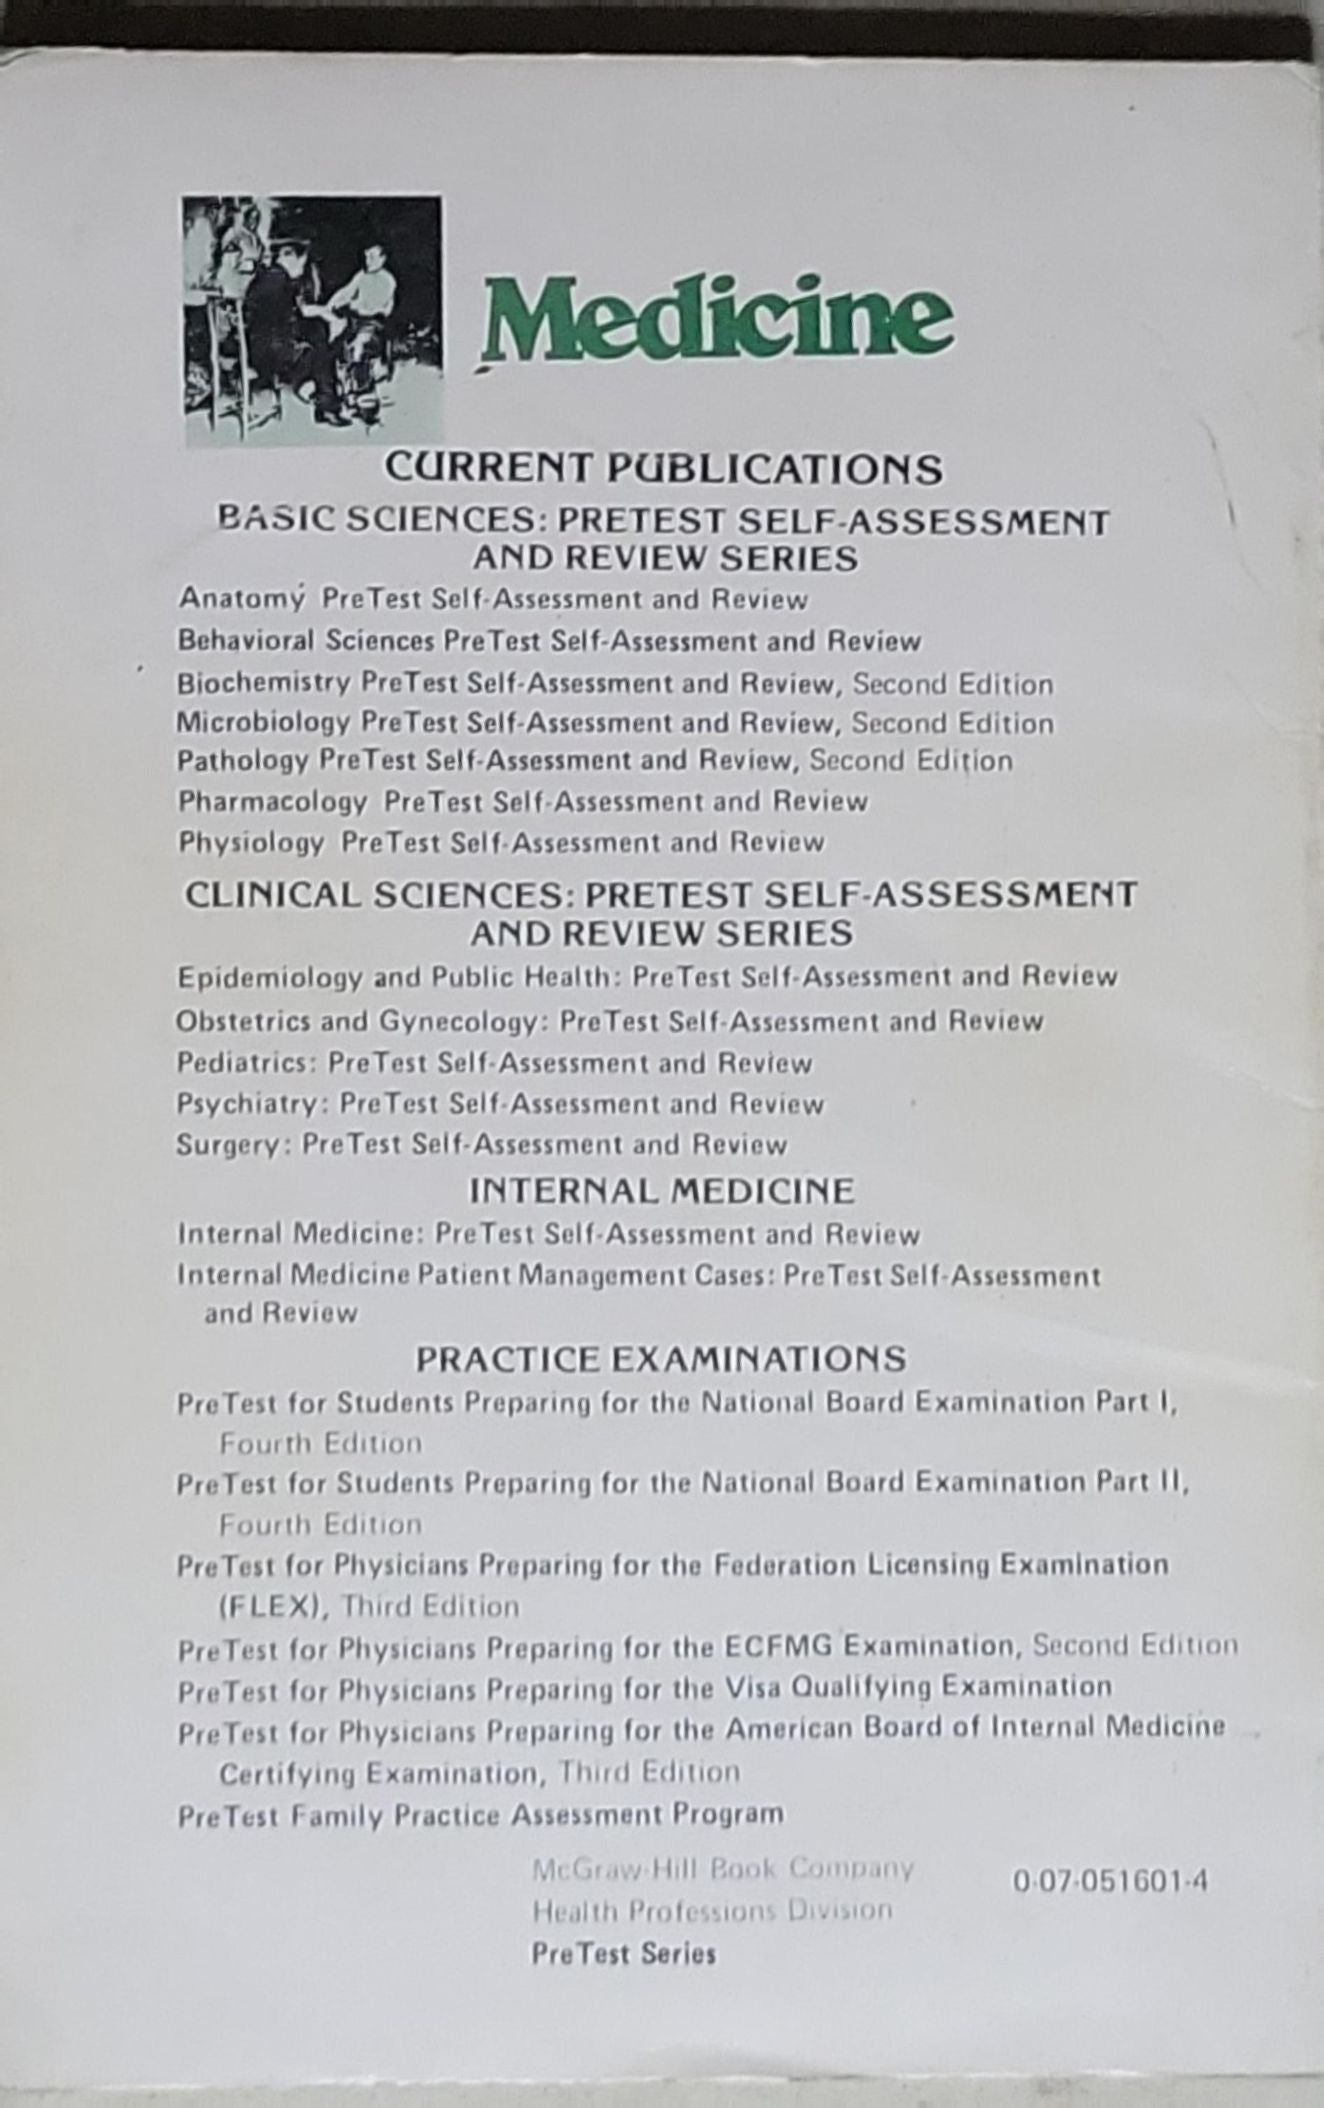 Medicine
CURRENT PUBLICATIONS
BASIC SCIENCES: PRETEST SELF-ASSESSMENT
AND REVIEW SERIES
Anatomy PreTest Self-Assessment and Review
Behavioral Sciences PreTest Self-Assessment and Review
Biochemistry PreTest Self-Assessment and Review, Second Edition
Microbiology PreTest Self-Assessment and Review, Second Edition
Pathology PreTest Self-Assessment and Review, Second Edition
Pharmacology PreTest Self-Assessment and Review
Physiology PreTest Self-Assessment and Review
CLINICAL SCIENCES: PRETEST SELF-ASSESSMENT
AND REVIEW SERIES
Epidemiology and Public Health: PreTest Self-Assessment and Review
Obstetrics and Gynecology: PreTest Self-Assessment and Review
Pediatrics: PreTest Self-Assessment and Review
Psychiatry: PreTest Self-Assessment and Review
Surgery: PreTest Self-Assessment and Review
INTERNAL MEDICINE
Internal Medicine: PreTest Self-Assessment and Review
Internal Medicine Patient Management Cases: PreTest Self-Assessment
and Review
PRACTICE EXAMINATIONS
PreTest for Students Preparing for the National Board Examination Part I,
Fourth Edition
PreTest for Students Preparing for the National Board Examination Part II,
Fourth Edition
PreTest for Physicians Preparing for the Federation Licensing Examination
(FLEX), Third Edition
PreTest for Physicians Preparing for the ECFMG Examination, Second Edition
PreTest for Physicians Preparing for the Visa Qualifying Examination
PreTest for Physicians Preparing for the American Board of Internal Medicine
Certifying Examination, Third Edition
PreTest Family Practice Assessment Program
McGraw-Hill Book Company
0-07-051601-4
Health Professions Division
PreTest Series